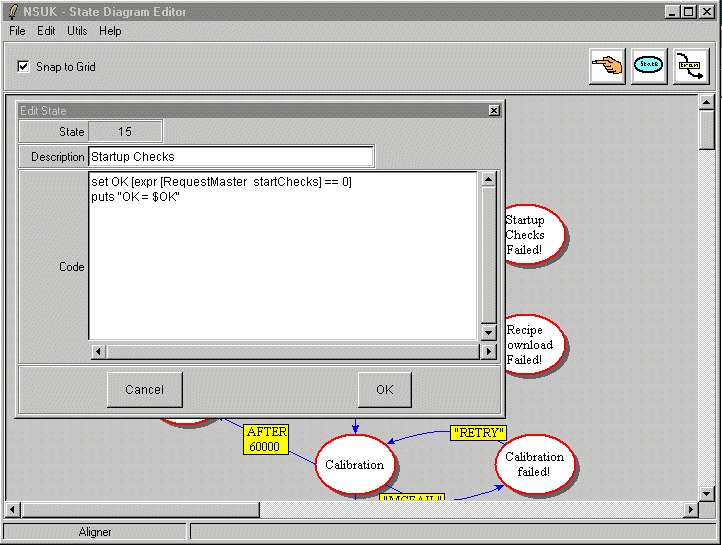 NSUK - State Diagram Editor
File Edit Utils Help
Snap to Grid
State
Edit State
State 15
Description Startup Checks
set OK [expr [RequestMaster startChecks] == 0]
puts "OK = $OK"
Code
Cancel OK
Startup
Checks
Failed!
Recipe
ownload
Failed!
AFTER
60000
"RETRY"
Calibration
Calibration
failed!
Aligner